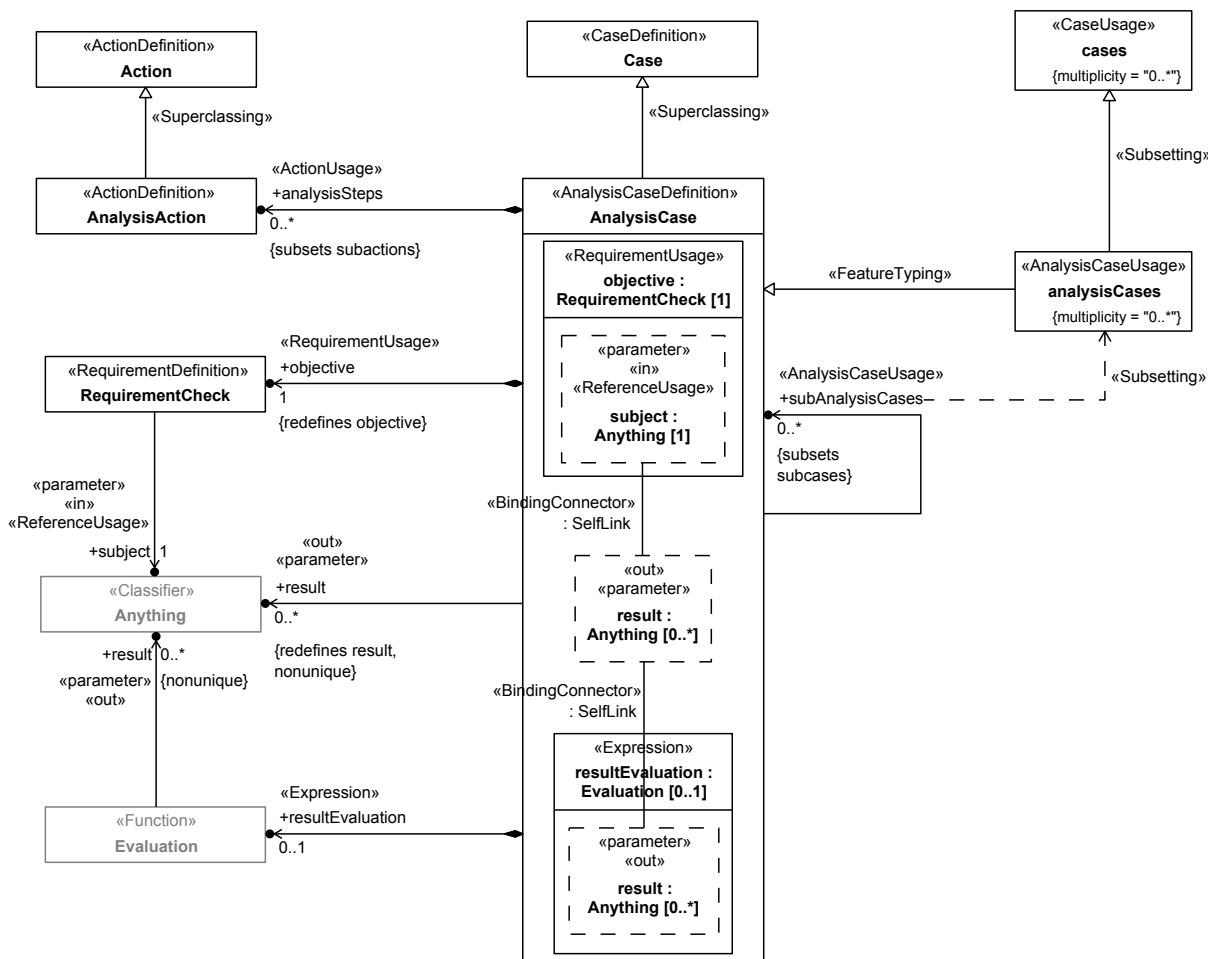 «ActionDefinition»
Action
«CaseDefinition»
Case
«CaseUsage»
cases
{multiplicity = "0..*"}
«Superclassing»
«Superclassing»
«Subsetting»
«ActionDefinition»
AnalysisAction
«ActionUsage»
+analysisSteps
0..*
{subsets subactions}
«AnalysisCaseDefinition»
AnalysisCase
«RequirementUsage»
objective :
RequirementCheck [1]
«parameter»
«in»
«ReferenceUsage»
subject :
Anything [1]
«FeatureTyping»
«AnalysisCaseUsage»
analysisCases
{multiplicity = "0..*"}
«Subsetting»
«AnalysisCaseUsage»
+subAnalysisCases
0..*
{subsets
subcases}
«RequirementDefinition»
RequirementCheck
«RequirementUsage»
+objective
1
{redefines objective}
«parameter»
«in»
«ReferenceUsage»
+subject 1
«BindingConnector»
: SelfLink
«out»
«parameter»
+result
0..*
{redefines result,
nonunique}
«out»
«parameter»
result :
Anything [0..*]
«Classifier»
Anything
+result 0..*
«parameter» {nonunique}
«out»
«BindingConnector»
: SelfLink
«Expression»
resultEvaluation :
Evaluation [0..1]
«parameter»
«out»
result :
Anything [0..*]
«Function»
Evaluation
«Expression»
+resultEvaluation
0..1